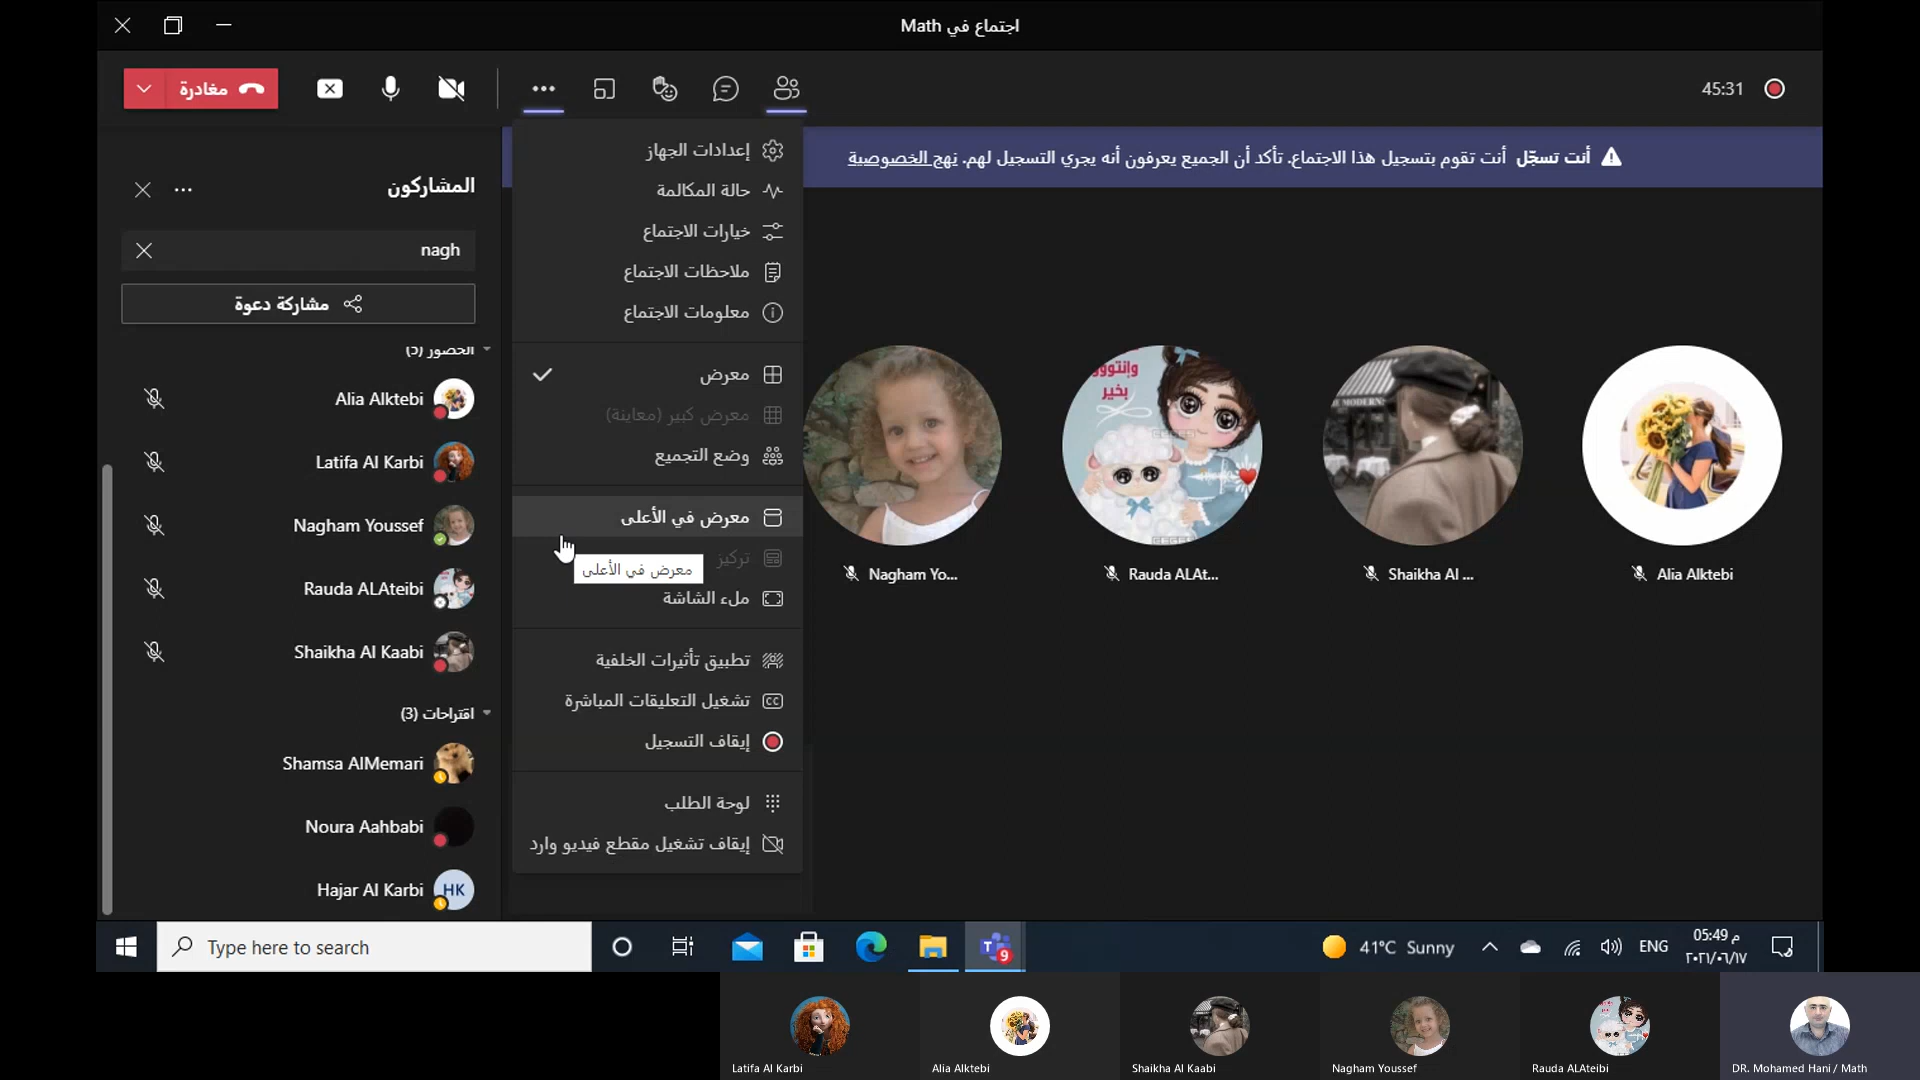 اجتماع في Math
مغادرة
45:31
أنت تسجّل أنت تقوم بتسجيل هذا الاجتماع. تأكد أن الجميع يعرفون أنه يجري التسجيل لهم. نهج الخصوصية
المشاركون
nagh
مشاركة دعوة
الحضور (5)
Alia Alktebi
Latifa Al Karbi
Nagham Youssef
Rauda ALAteibi
Shaikha Al Kaabi
اقتراحات (3)
Shamsa AlMemari
Noura Aahbabi
Hajar Al Karbi
HK
إعدادات الجهاز
حالة المكالمة
خيارات الاجتماع
ملاحظات الاجتماع
معلومات الاجتماع
معرض
معرض كبير (معاينة)
وضع التجميع
معرض في الأعلى
تركيز
معرض في الأعلى
ملء الشاشة
تطبيق تأثيرات الخلفية
تشغيل التعليقات المباشرة
إيقاف التسجيل
لوحة الطلب
إيقاف تشغيل مقطع فيديو وارد
بخير
Nagham Yo...
Rauda ALAt...
Shaikha Al ...
Alia Alktebi
Type here to search
9
41°C Sunny
ENG
05:49 م
٢٠٢١/٠٦/١٧
Latifa Al Karbi
Alia Alktebi
Shaikha Al Kaabi
Nagham Youssef
Rauda ALAteibi
DR. Mohamed Hani / Math